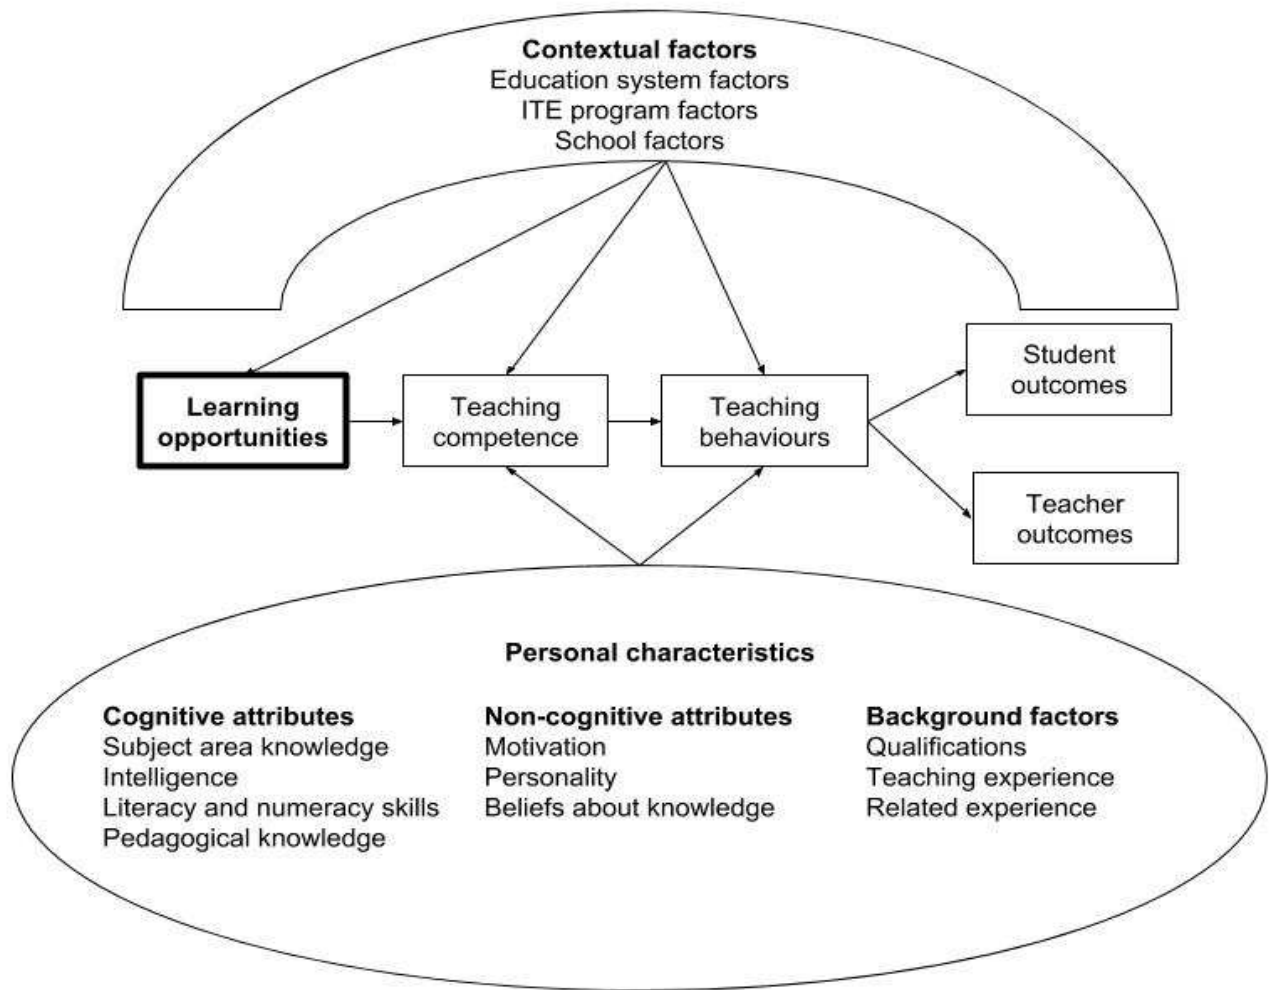 Contextual factors
Education system factors
ITE program factors
School factors
Learning
opportunities
Teaching
competence
Teaching
behaviours
Student
outcomes
Teacher
outcomes
Personal characteristics
Cognitive attributes
Subject area knowledge
Intelligence
Literacy and numeracy skills
Pedagogical knowledge
Non-cognitive attributes
Motivation
Personality
Beliefs about knowledge
Background factors
Qualifications
Teaching experience
Related experience